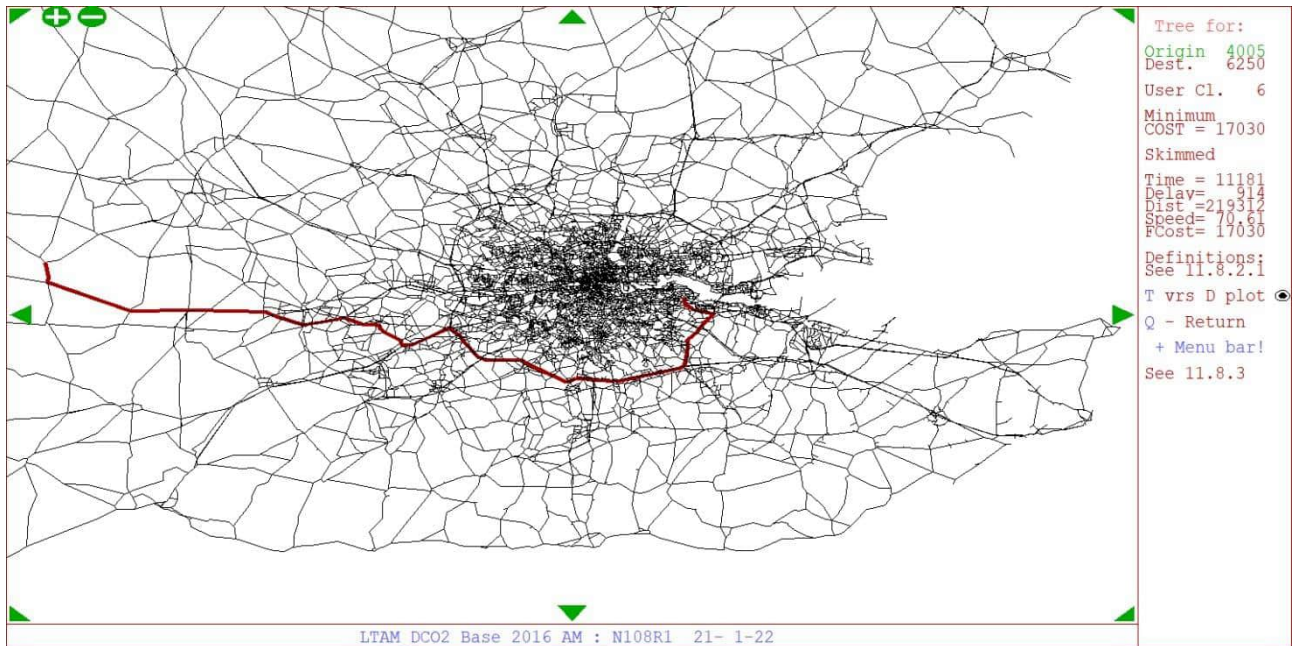 Tree for:
Origin 4005
Dest. 6250
User Cl. 6
Minimum
COST = 17030
Skimmed
Time = 11181
Delay= 914
Dist =219312
Speed= 70.61
FCost= 17030
Definitions:
See 11.8.2.1
T vrs D plot
Q - Return
+ Menu bar!
See 11.8.3
LTAM DCO2 Base 2016 AM : N108R1 21- 1-22